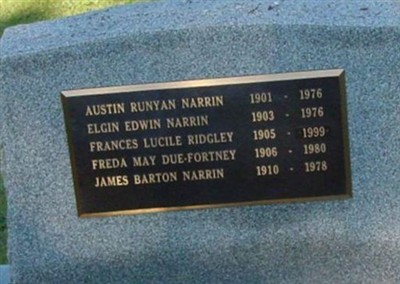 AUSTIN RUNYAN NARRIN 1901 - 1976
ELGIN EDWIN NARRIN 1903 - 1976
FRANCES LUCILE RIDGLEY 1905 - 1999
FREDA MAY DUE-FORTNEY 1906 - 1980
JAMES BARTON NARRIN 1910 - 1978